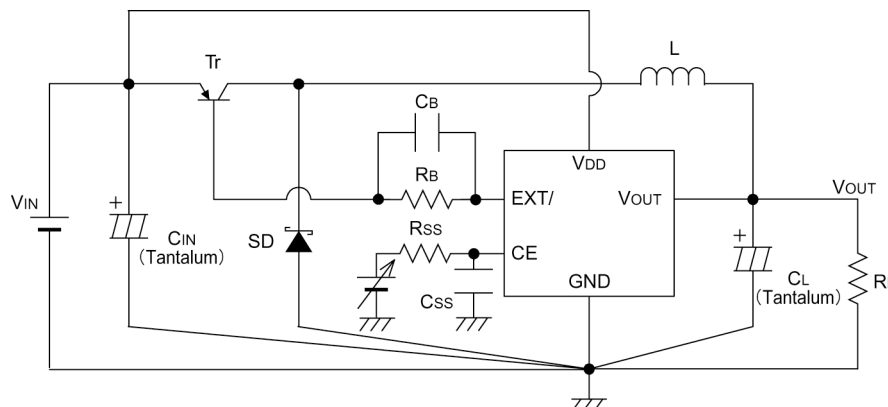 Tr
L
CB
VDD
RB
EXT/
VOUT
VOUT
VIN
+
CIN
(Tantalum)
SD
RSS
CE
CSS
GND
+
CL
(Tantalum)